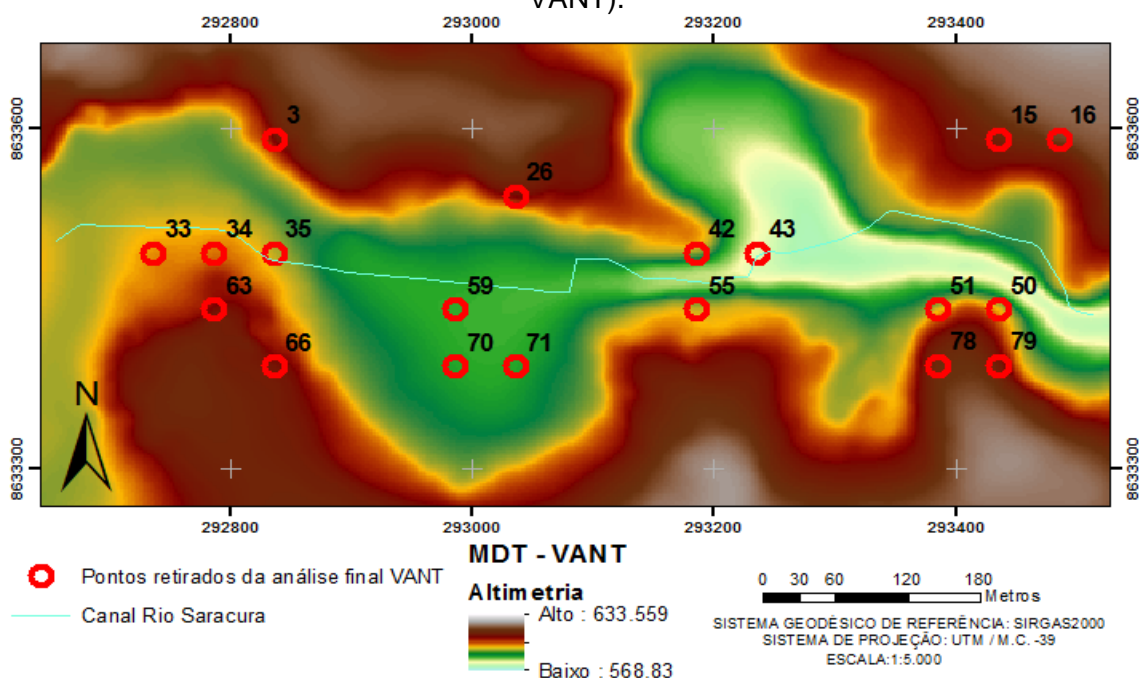 VANT).
292800 293000 293200 293400
8633600 8633600
3 15 16
26
33 34 35 42 43
63 59 55 51 50
66 70 71 78 79
N
8633300 8633300
292800 293000 293200 293400
Pontos retirados da análise final VANT
Canal Rio Saracura
MDT - VANT
Altimetria
Alto : 633.559
Baixo : 568.83
0 30 60 120 180
Metros
SISTEMA GEODÉSICO DE REFERÊNCIA: SIRGAS2000
SISTEMA DE PROJEÇÃO: UTM / M.C. -39
ESCALA:1:5.000